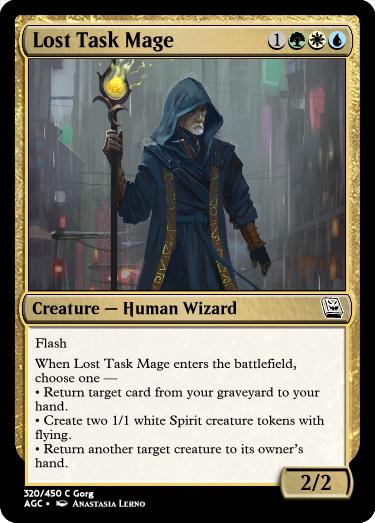 Lost Task Mage 1
Creature — Human Wizard
Flash
When Lost Task Mage enters the battlefield,
choose one —
• Return target card from your graveyard to your
hand.
• Create two 1/1 white Spirit creature tokens with
flying.
• Return another target creature to its owner's
hand.
2/2
320/450 C Gorg
AGC • Anastasia Lerno